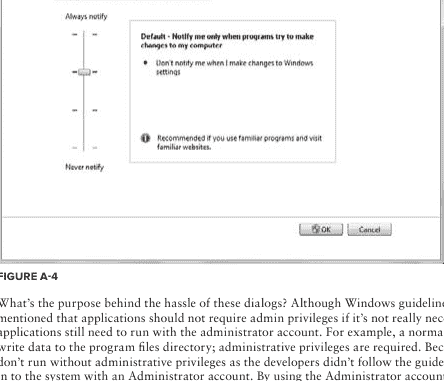 Always notify
Default - Notify me only when programs try to make
changes to my computer
• Don't notify me when I make changes to Windows
settings
Recommended if you use familiar programs and visit
familiar websites.
Never notify
OK Cancel
FIGURE A-4
What's the purpose behind the hassle of these dialogs? Although Windows guideline
mentioned that applications should not require admin privileges if it's not really nec
applications still need to run with the administrator account. For example, a norma
write data to the program files directory; administrative privileges are required. Bec
don't run without administrative privileges as the developers didn't follow the guide
on to the system with an Administrator account. By using the Administrator accoun